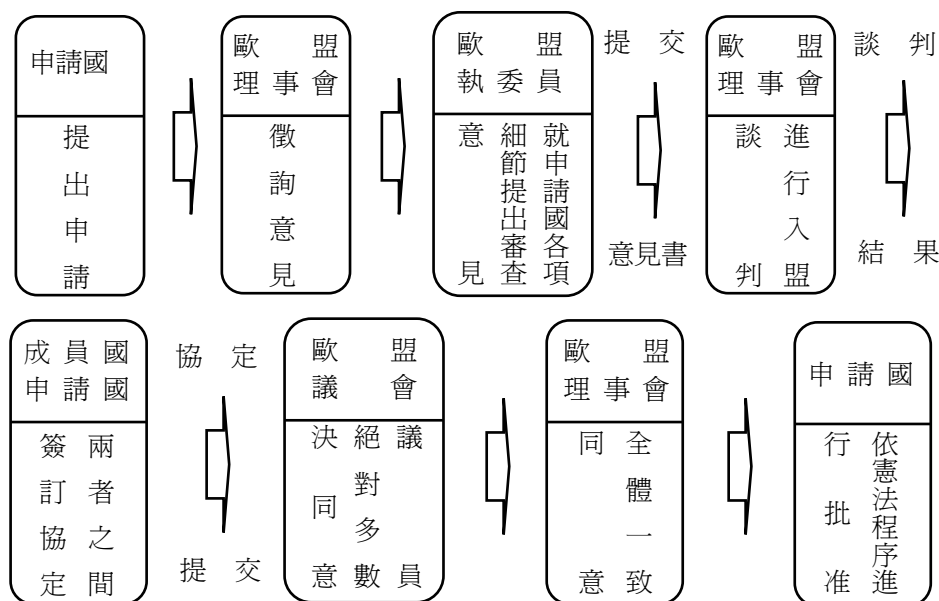 申請國
提出申請
歐盟
理事會
徵詢意見
歐盟
執委員
就申請國各項
細節提出審查
意見
提交
意見書
歐盟
理事會
進行入盟
談判
談判
結果
成員國
申請國
兩者之間
簽訂協定
協定
提交
歐盟
議會
議員
絕對多數
決同意
歐盟
理事會
全體一致
同意
申請國
依憲法程序進
行批准